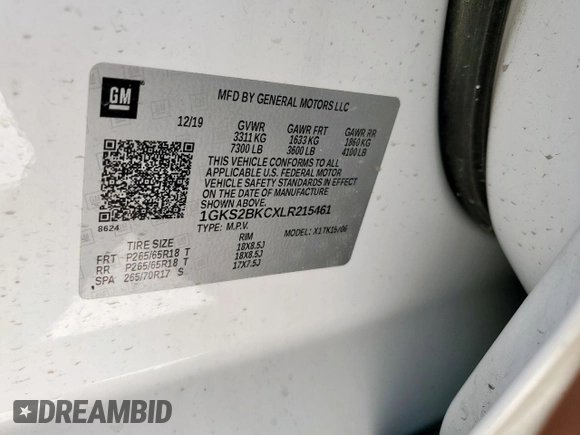 GM
MFD BY GENERAL MOTORS LLC
12/19 GVWR GAWR FRT GAWR RR
3311 KG 1633 KG 1860 KG
7300 LB 3600 LB 4100 LB
THIS VEHICLE CONFORMS TO ALL
APPLICABLE U.S. FEDERAL MOTOR
VEHICLE SAFETY STANDARDS IN EFFECT
ON THE DATE OF MANUFACTURE
SHOWN ABOVE.
1GKS2BKCXLR215461
8624 TYPE: M.P.V. MODEL: X1TK15706
TIRE SIZE RIM
FRT P265/65R18 T 18X8.5J
RR P265/65R18 T 18X8.5J
SPA 265/70R17 S 17X7.5J
DREAMBID